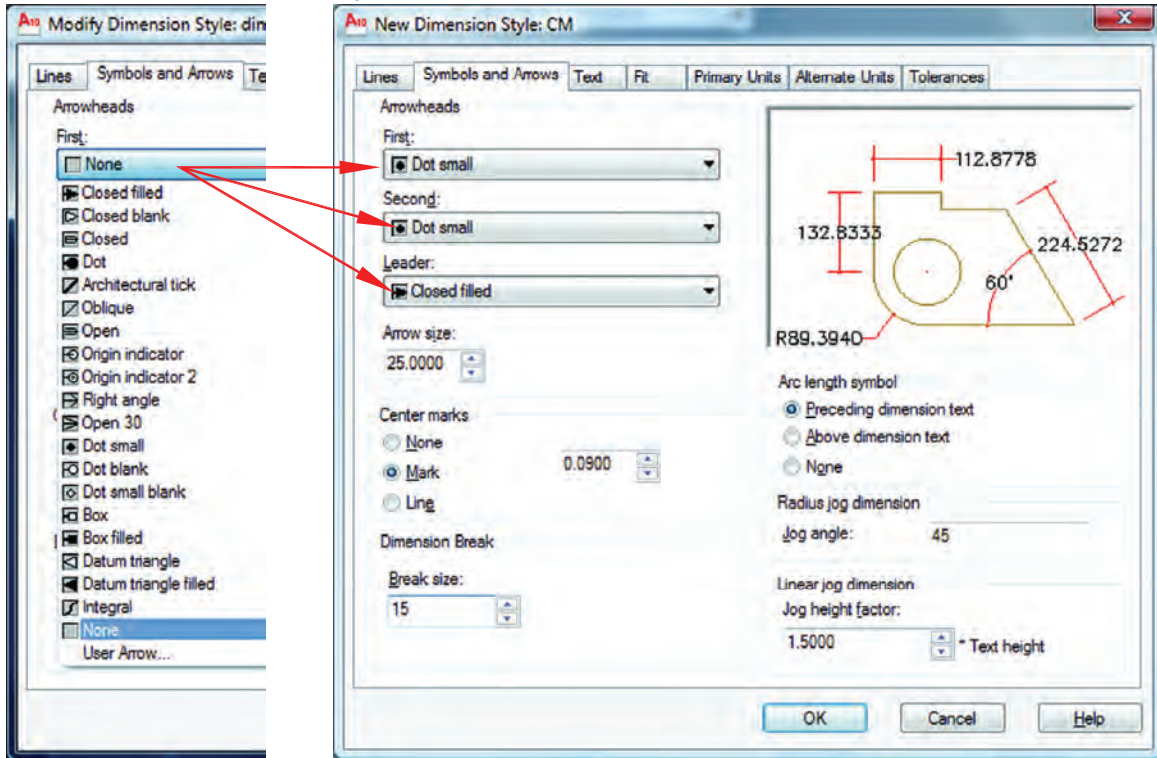 Modify Dimension Style: dim
Lines Symbols and Arrows Te
Arrowheads
First:
None
Closed filled
Closed blank
Closed
Dot
Architectural tick
Oblique
Open
Origin indicator
Origin indicator 2
Right angle
Open 30
Dot small
Dot blank
Dot small blank
Box
Box filled
Datum triangle
Datum triangle filled
Integral
None
User Arrow...
New Dimension Style: CM
Lines Symbols and Arrows Text Fit Primary Units Alternate Units Tolerances
Arrowheads
First:
Dot small
Second:
Dot small
Leader:
Closed filled
Arrow size:
25.0000
Center marks
None
Mark
0.0900
Line
Dimension Break
Break size:
15
112.8778
132.8333
224.5272
60°
R89.3940
Arc length symbol
Preceding dimension text
Above dimension text
None
Radius jog dimension
Jog angle: 45
Linear jog dimension
Jog height factor:
1.5000 * Text height
OK Cancel Help